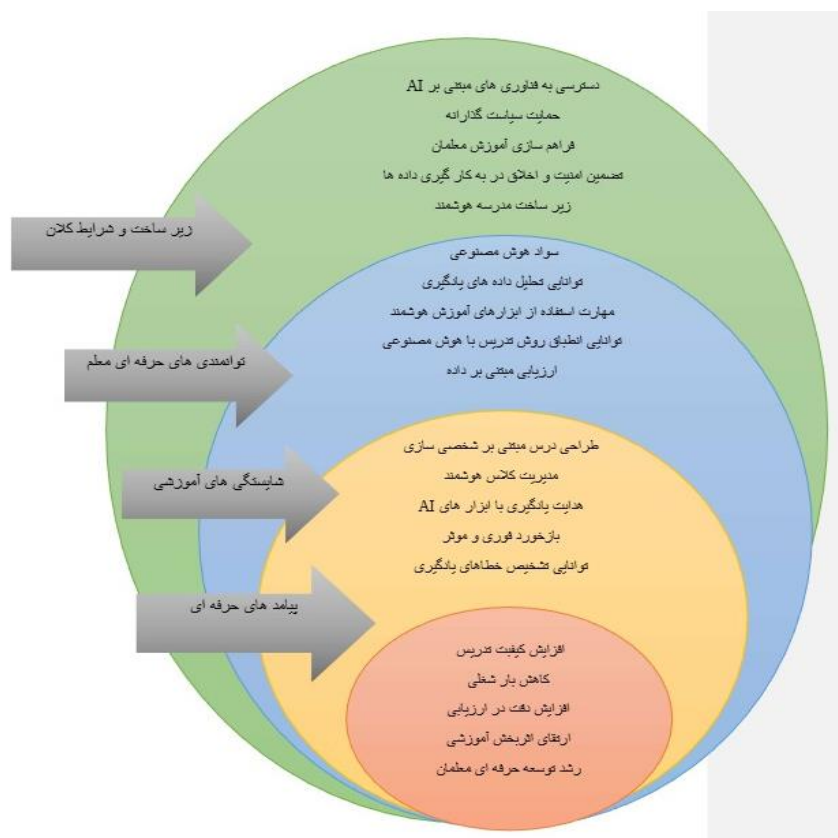 دسترسی به فناوری های مبتنی بر AI
حمایت سیاست گذارانه
فراهم سازی آموزش معلمان
تضمین امنیت و اخلاق در به کار گیری داده ها
زیر ساخت مدرسه هوشمند
زیر ساخت و شرایط کلان
سواد هوش مصنوعی
توانایی تحلیل داده های یادگیری
مهارت استفاده از ابزارهای آموزش هوشمند
توانایی انطباق روش تدریس با هوش مصنوعی
ارزیابی مبتنی بر داده
توانمندی های حرفه ای معلم
طراحی درس مبتنی بر شخصی سازی
مدیریت کلاس هوشمند
هدایت یادگیری با ابزار های AI
بازخورد فوری و موثر
توانایی تشخیص خطاهای یادگیری
شایستگی های آموزشی
پیامد های حرفه ای
افزایش کیفیت تدریس
کاهش بار شغلی
افزایش دقت در ارزیابی
ارتقای اثربخش آموزشی
رشد توسعه حرفه ای معلمان